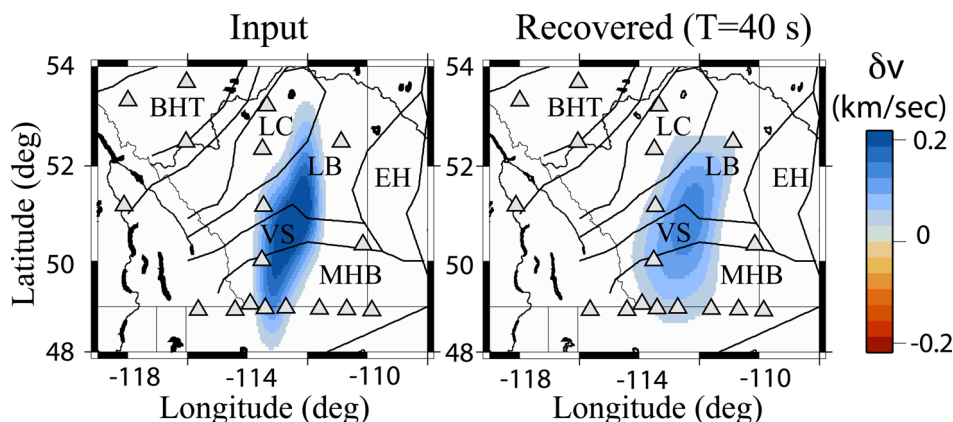 Input
Recovered (T=40 s)
δv
(km/sec)
0.2
0
-0.2
Latitude (deg)
54
52
50
48
BHT
LC
LB
EH
VS
MHB
-118
-114
-110
Longitude (deg)
BHT
LC
LB
EH
VS
MHB
54
52
50
48
-118
-114
-110
Longitude (deg)